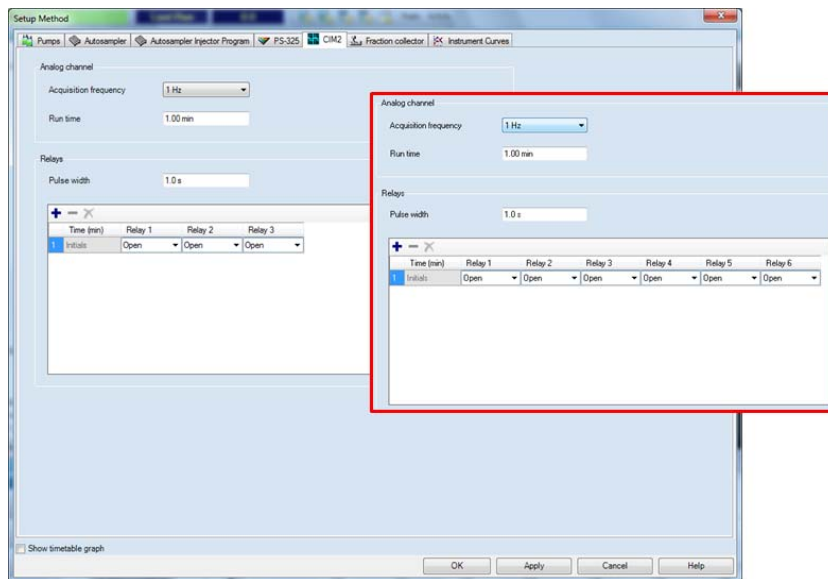 Setup Method
Pumps Autosampler Autosampler Injector Program PS-325 CIM2 Fraction collector Instrument Curves
Analog channel
Acquisition frequency 1 Hz
Run time 1.00 min
Relays
Pulse width 1.0 s
Time (min) Relay 1 Relay 2 Relay 3
1 Initials Open Open Open
Analog channel
Acquisition frequency 1 Hz
Run time 1.00 min
Relays
Pulse width 1.0 s
Time (min) Relay 1 Relay 2 Relay 3 Relay 4 Relay 5 Relay 6
1 Initials Open Open Open Open Open Open
Show timetable graph
OK Apply Cancel Help